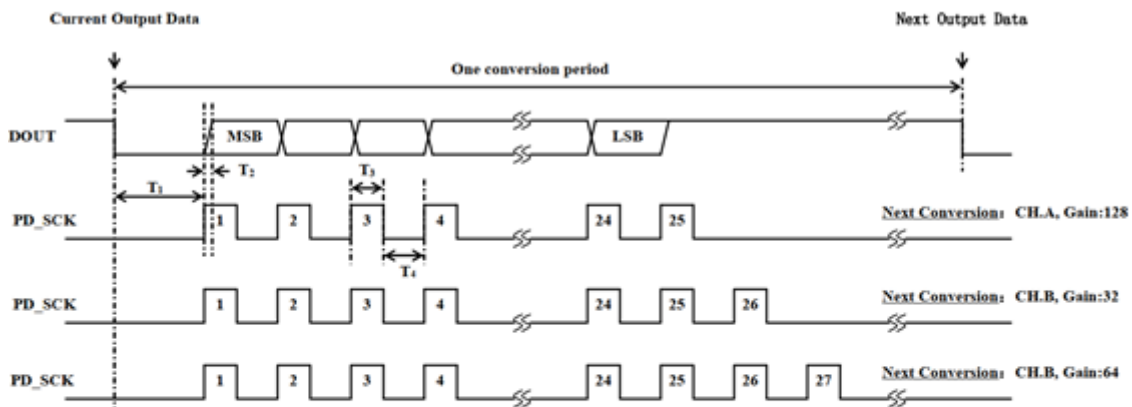 Current Output Data
Next Output Data
One conversion period
DOUT
MSB
LSB
T1
T2
T3
PD_SCK
1
2
3
4
24
25
Next Conversion: CH.A, Gain:128
T4
PD_SCK
1
2
3
4
24
25
26
Next Conversion: CH.B, Gain:32
PD_SCK
1
2
3
4
24
25
26
27
Next Conversion: CH.B, Gain:64